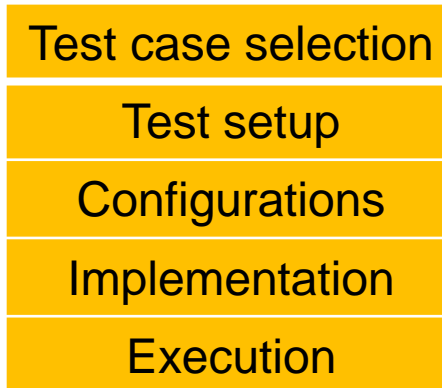 Test case selection
Test setup
Configurations
Implementation
Execution